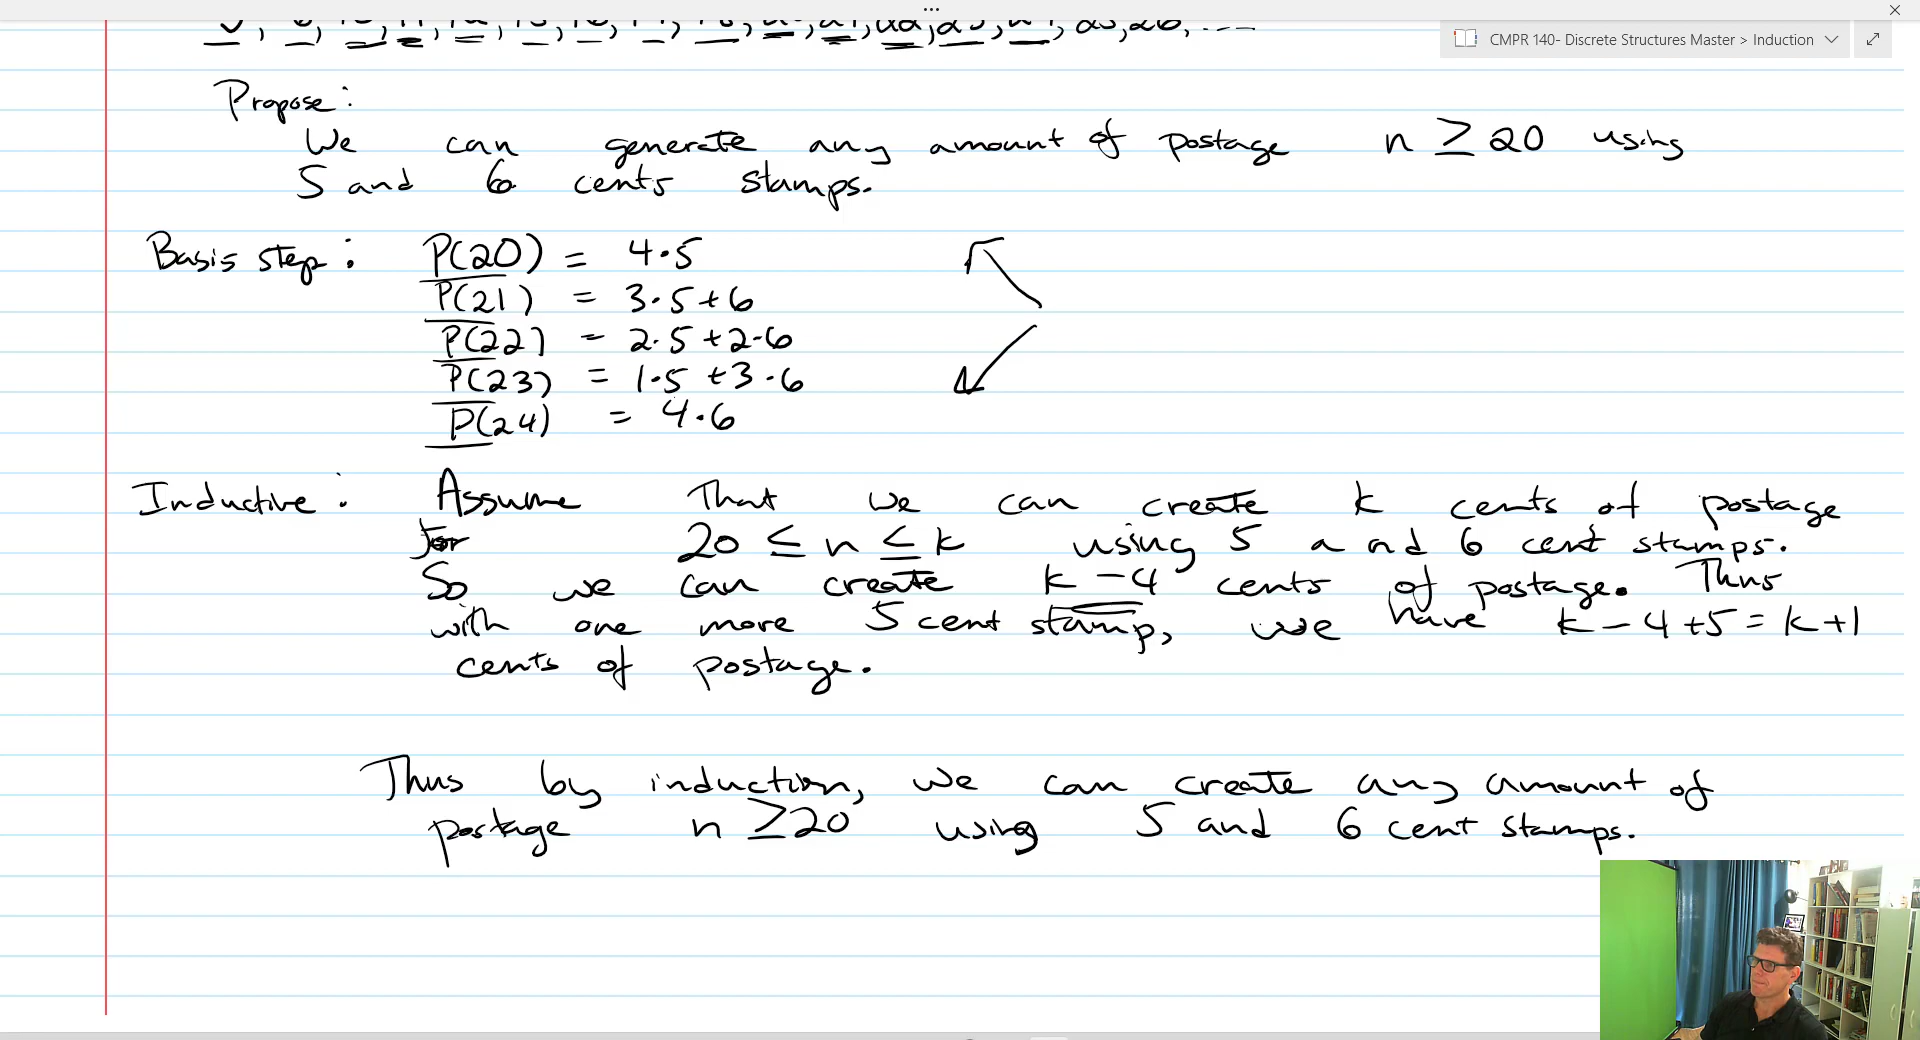 CMPR 140- Discrete Structures Master > Induction
Propose:
We can generate any amount of postage n ≥ 20 using
5 and 6 cents stamps.
Basis step: P(20) = 4·5
P(21) = 3·5+6
P(22) = 2·5+2·6
P(23) = 1·5+3·6
P(24) = 4·6
Inductive: Assume That we can create k cents of postage
for 20 ≤ n ≤ k using 5 and 6 cent stamps.
So we can create k-4 cents of postage. Thus
with one more 5 cent stamp, we have k-4+5=k+1
cents of postage.
Thus by induction, we can create any amount of
postage n ≥20 using 5 and 6 cent stamps.